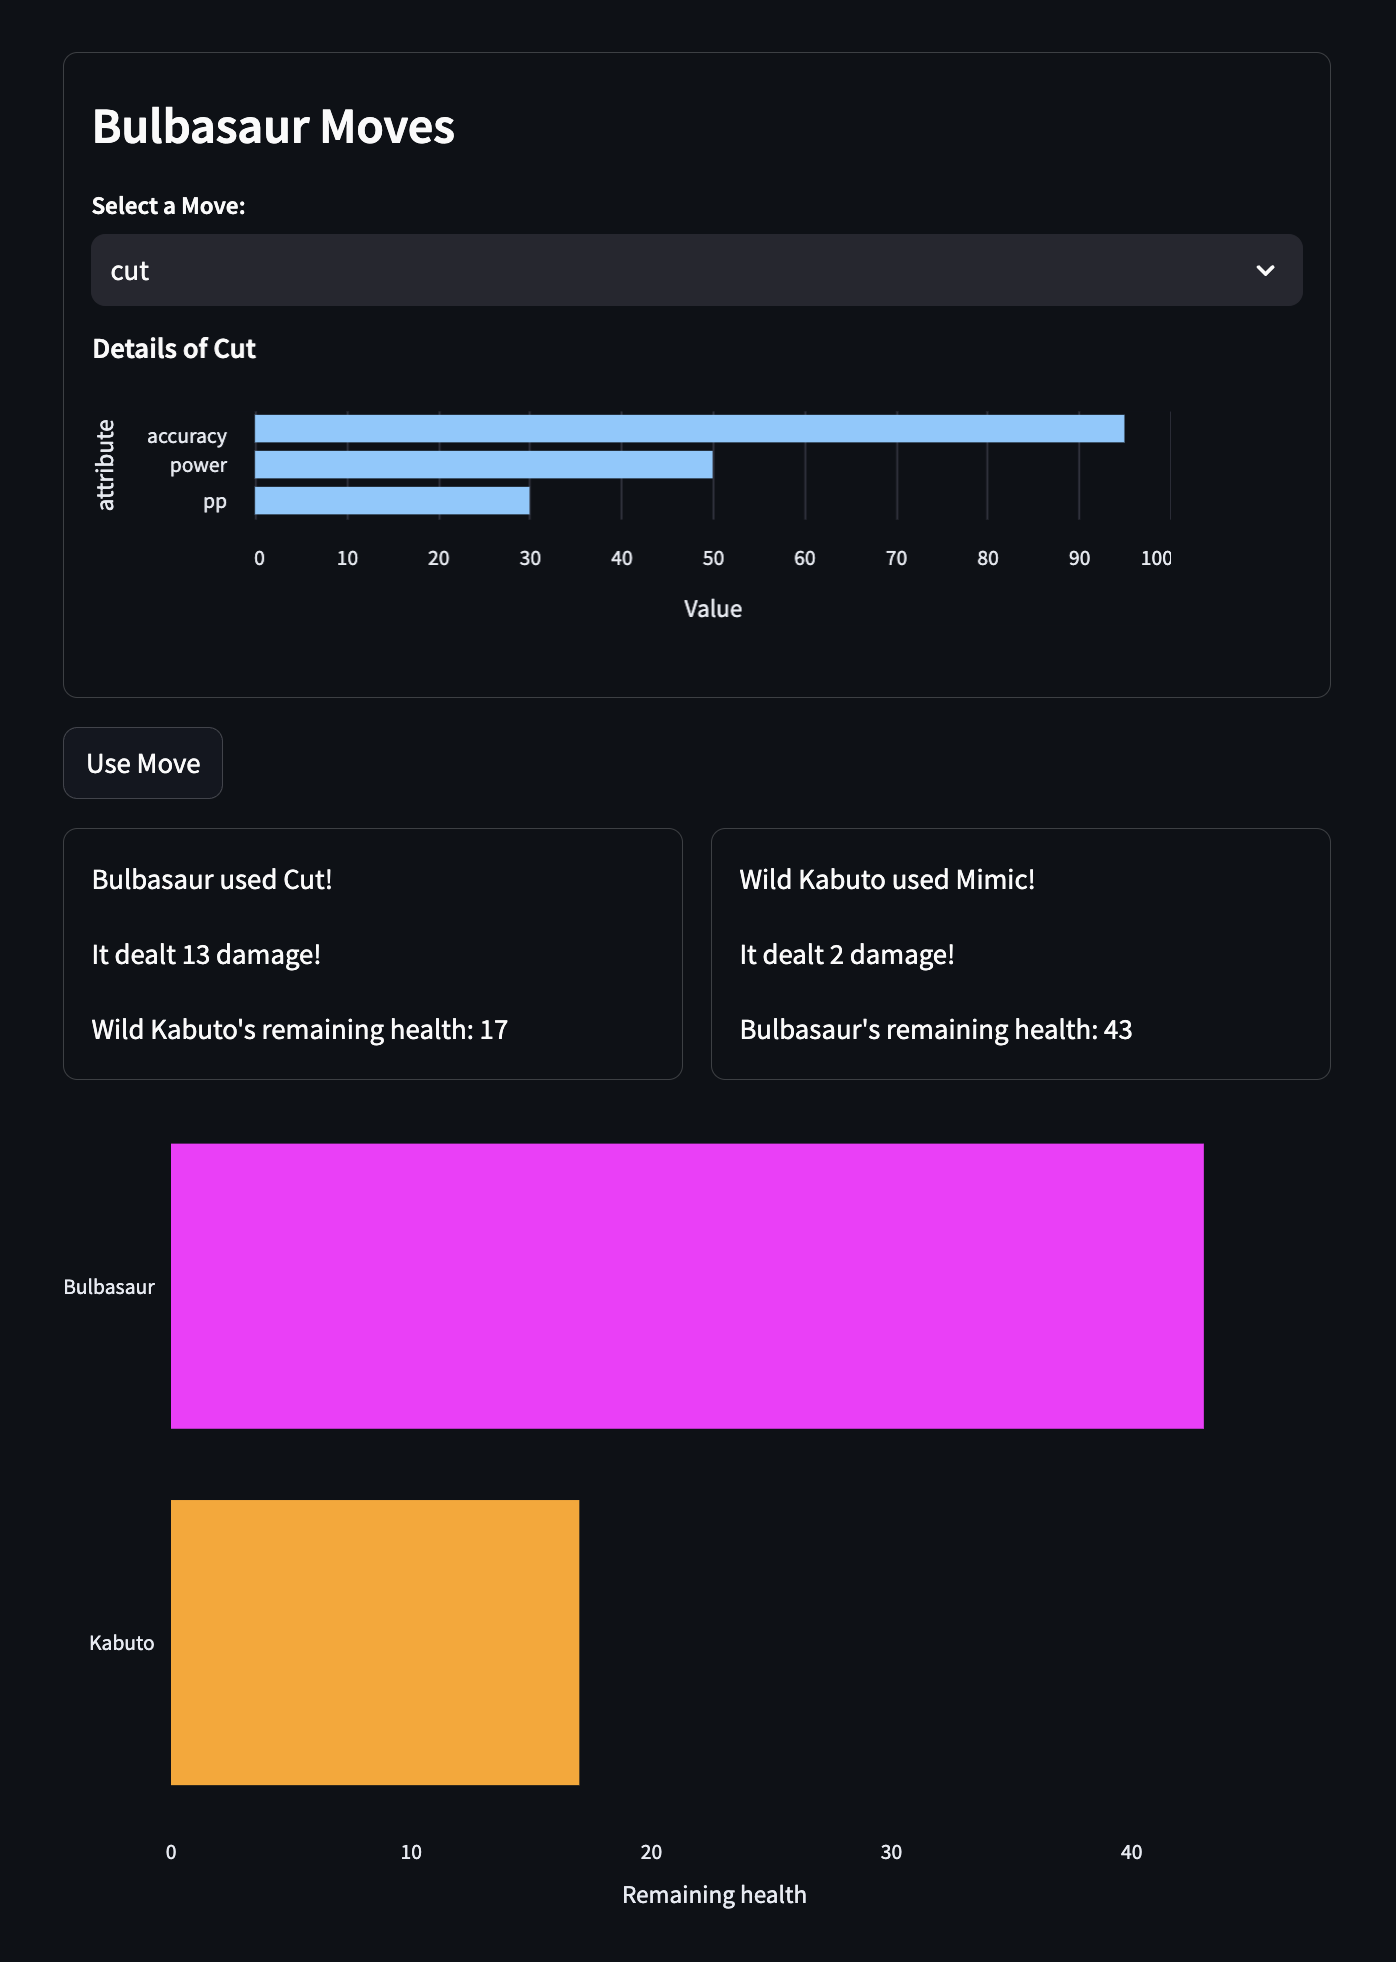 Bulbasaur Moves
Select a Move:
cut
Details of Cut
attribute
accuracy
power
pp
0 10 20 30 40 50 60 70 80 90 100
Value
Use Move
Bulbasaur used Cut!
It dealt 13 damage!
Wild Kabuto's remaining health: 17
Wild Kabuto used Mimic!
It dealt 2 damage!
Bulbasaur's remaining health: 43
Bulbasaur
Kabuto
0 10 20 30 40
Remaining health